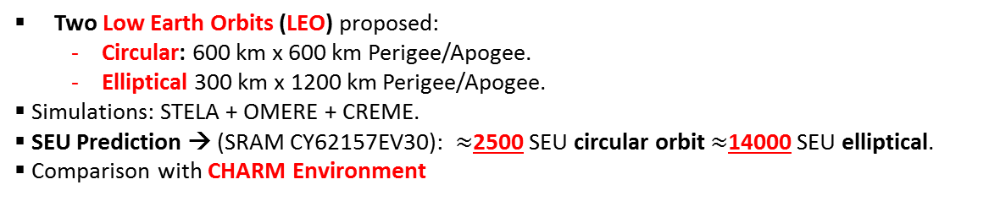 ▪ Two Low Earth Orbits (LEO) proposed:
- Circular: 600 km x 600 km Perigee/Apogee.
- Elliptical 300 km x 1200 km Perigee/Apogee.
▪ Simulations: STELA + OMERE + CREME.
▪ SEU Prediction → (SRAM CY62157EV30): ≈2500 SEU circular orbit ≈14000 SEU elliptical.
▪ Comparison with CHARM Environment